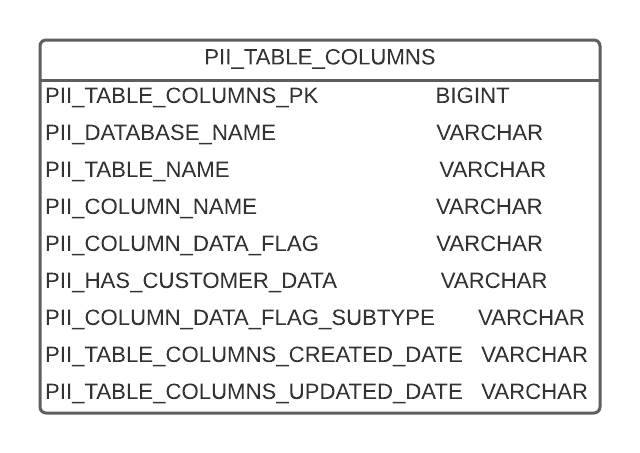 PII_TABLE_COLUMNS
PII_TABLE_COLUMNS_PK BIGINT
PII_DATABASE_NAME VARCHAR
PII_TABLE_NAME VARCHAR
PII_COLUMN_NAME VARCHAR
PII_COLUMN_DATA_FLAG VARCHAR
PII_HAS_CUSTOMER_DATA VARCHAR
PII_COLUMN_DATA_FLAG_SUBTYPE VARCHAR
PII_TABLE_COLUMNS_CREATED_DATE VARCHAR
PII_TABLE_COLUMNS_UPDATED_DATE VARCHAR